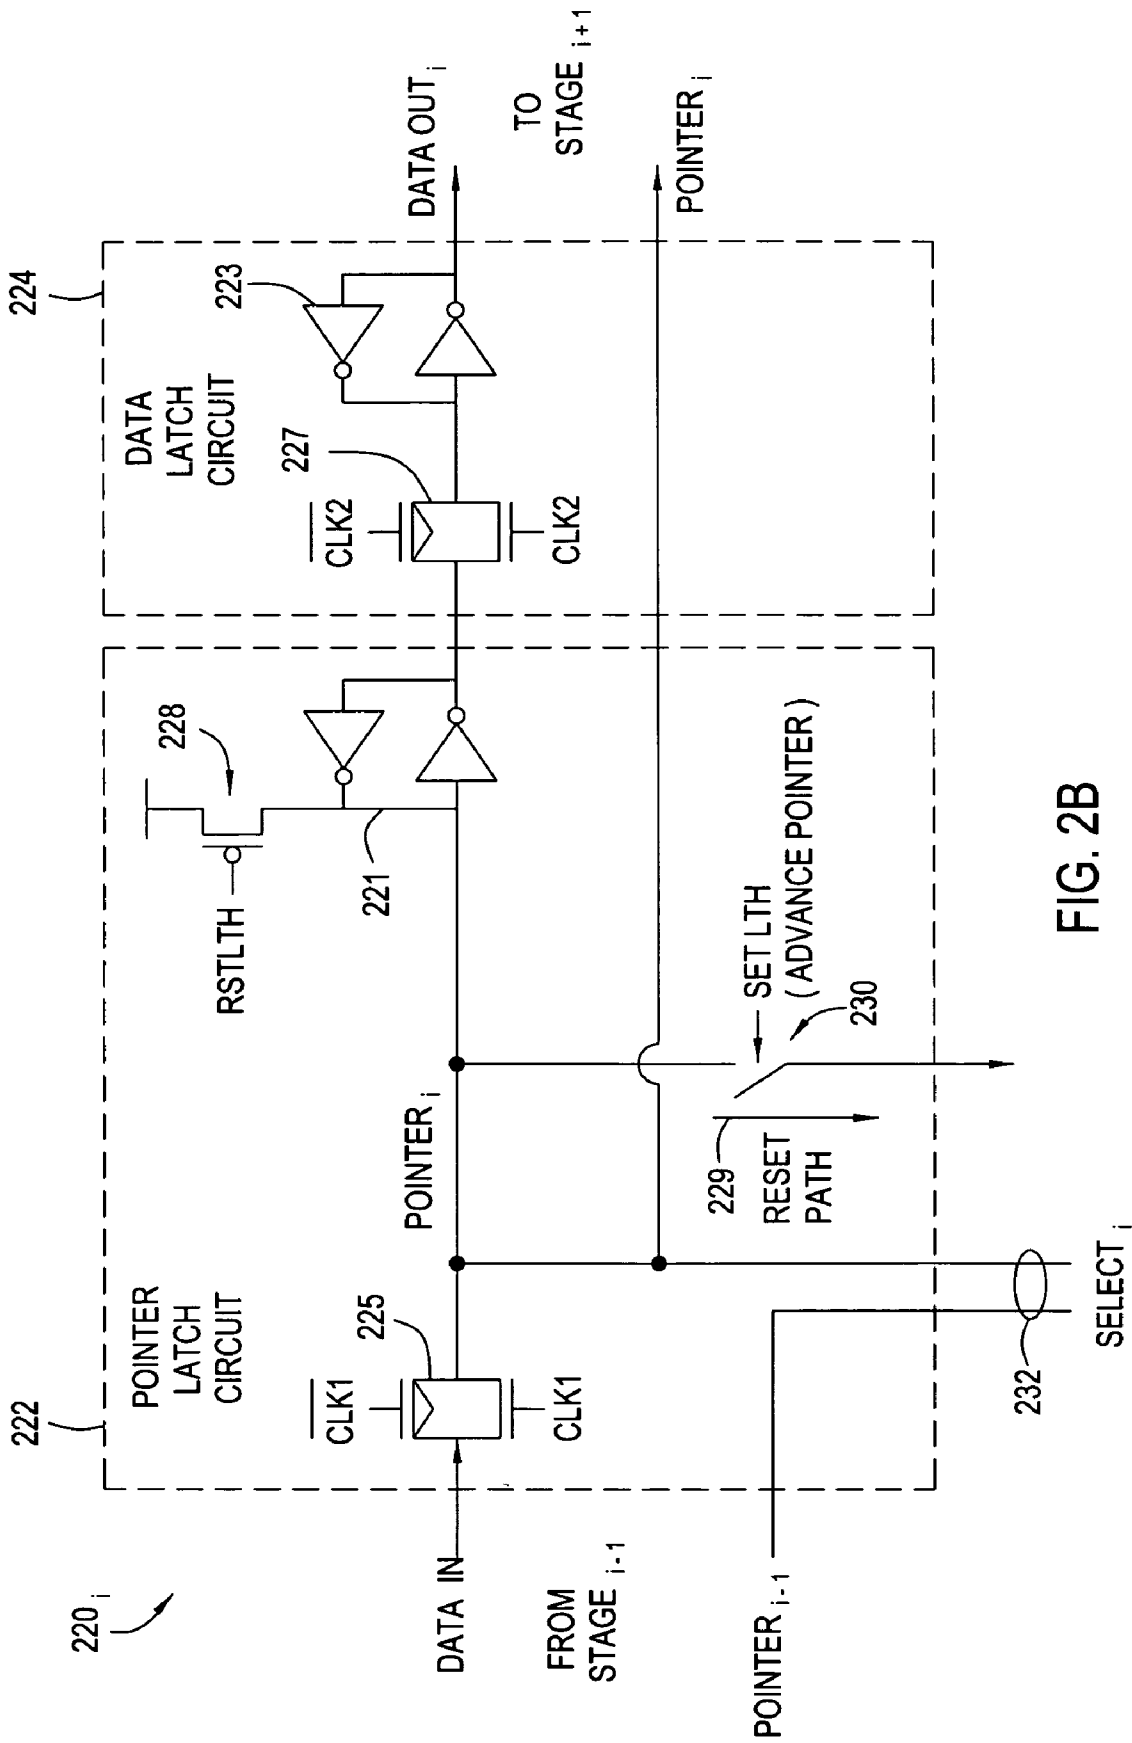 220 i
222
POINTER
LATCH
CIRCUIT
224
DATA
LATCH
CIRCUIT
RSTLTH
228
221
223
CLK1
225
CLK1
CLK2
227
CLK2
DATA IN
POINTER i
DATA OUT i
FROM
STAGE i-1
TO
STAGE i+1
POINTER i
POINTER i-1
229
RESET
PATH
SET LTH
(ADVANCE POINTER)
230
232
SELECT i
FIG. 2B